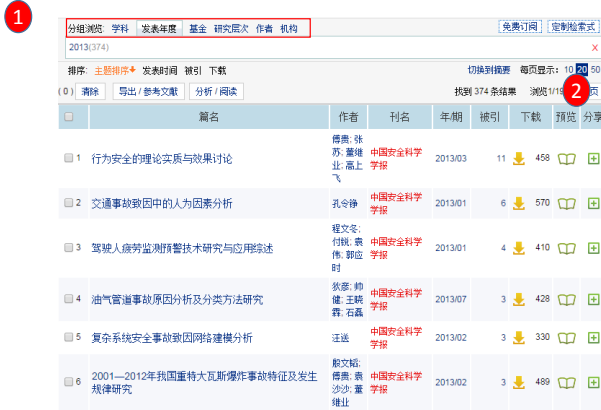 1
分组浏览: 学科 发表年度 基金 研究层次 作者 机构 免费订阅 定制检索式
2013(374) X
排序: 主题排序 发表时间 被引 下载 切换到摘要 每页显示: 10 20 50
(0) 清除 导出 / 参考文献 分析 / 阅读 找到 374 条结果 浏览1/19 2 页
篇名 作者 刊名 年/期 被引 下载 预览 分享
1 行为安全的理论实质与效果讨论 傅贵; 张苏; 董继业; 高上飞 中国安全科学学报 2013/03 11 458
2 交通事故致因中的人为因素分析 孔令铮 中国安全科学学报 2013/01 6 570
3 驾驶人疲劳监测预警技术研究与应用综述 程文冬; 付锐; 袁伟; 郭应时 中国安全科学学报 2013/01 4 410
4 油气管道事故原因分析及分类方法研究 狄彦; 帅健; 王晓霖; 石磊 中国安全科学学报 2013/07 3 428
5 复杂系统安全事故致因网络建模分析 汪送 中国安全科学学报 2013/02 3 330
6 2001—2012年我国重特大瓦斯爆炸事故特征及发生规律研究 殷文韬; 傅贵; 袁沙沙; 董继业 中国安全科学学报 2013/02 3 489